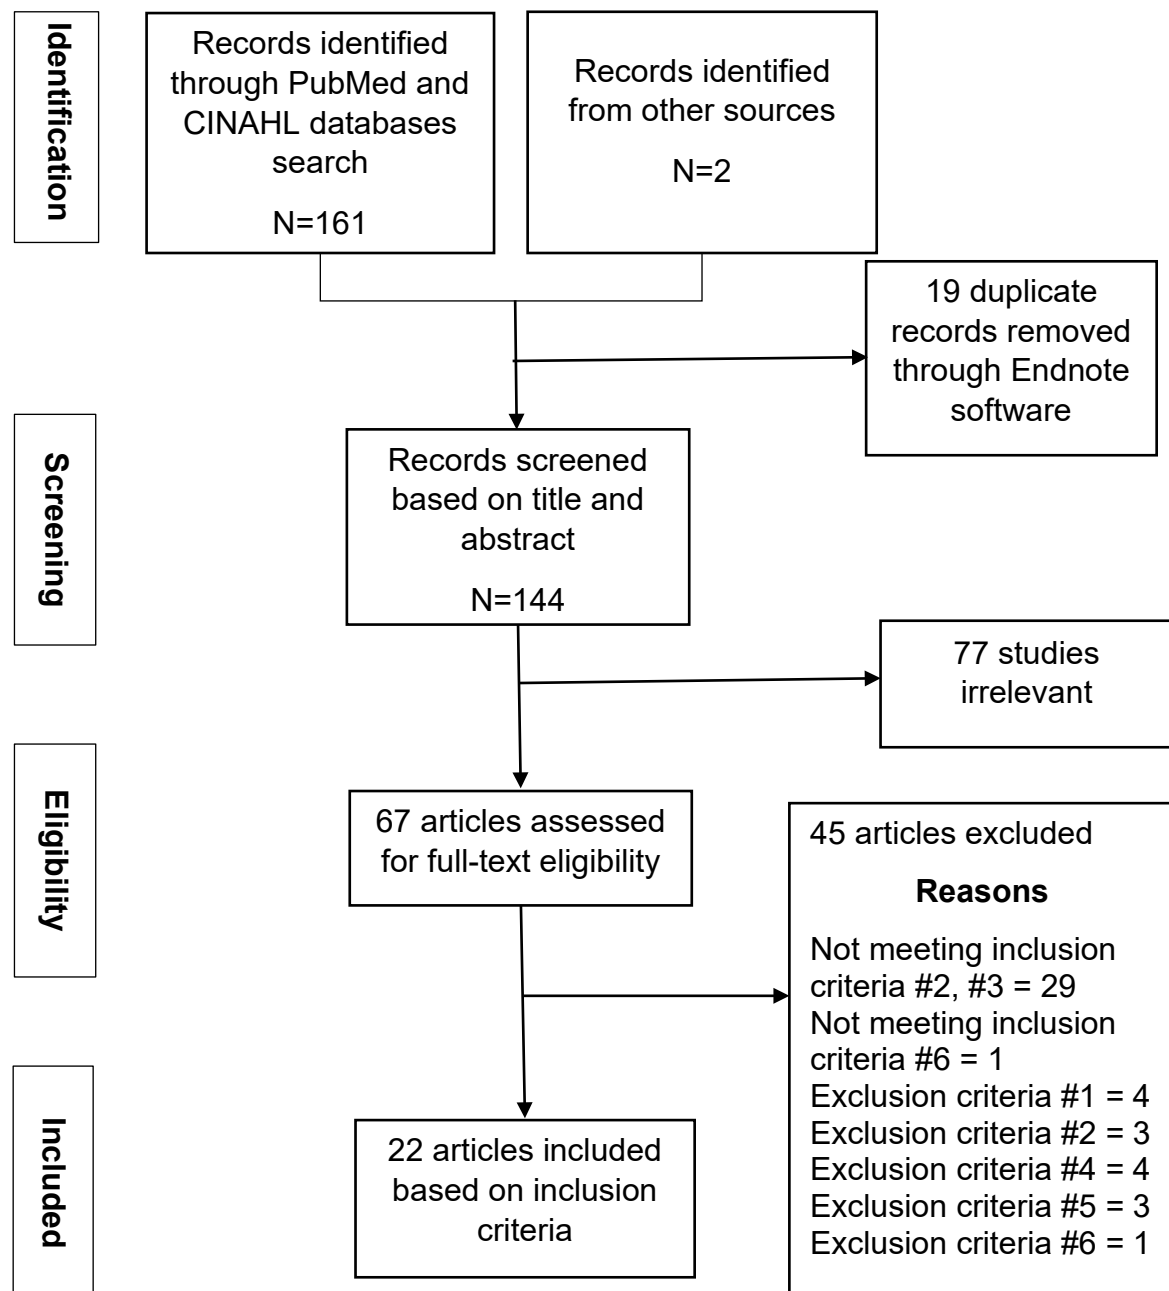 Identification
Records identified
through PubMed and
CINAHL databases
search
N=161
Records identified
from other sources
N=2
19 duplicate
records removed
through Endnote
software
Screening
Records screened
based on title and
abstract
N=144
77 studies
irrelevant
Eligibility
67 articles assessed
for full-text eligibility
45 articles excluded
Reasons
Not meeting inclusion
criteria #2, #3 = 29
Not meeting inclusion
criteria #6 = 1
Exclusion criteria #1 = 4
Exclusion criteria #2 = 3
Exclusion criteria #4 = 4
Exclusion criteria #5 = 3
Exclusion criteria #6 = 1
Included
22 articles included
based on inclusion
criteria